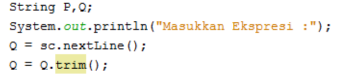 String P,Q;
System.out.println("Masukkan Ekspresi :");
Q = sc.nextLine();
Q = Q.trim();